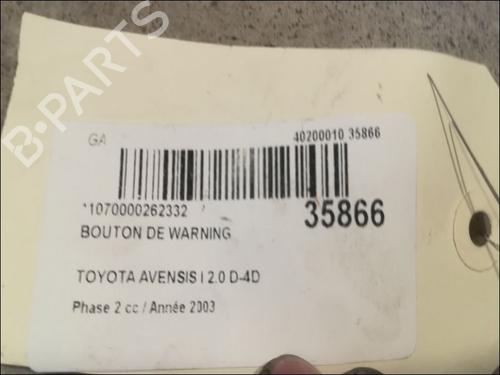 B-PARTS
GA
40200010 35866
*1070000262332
35866
BOUTON DE WARNING
TOYOTA AVENSIS I 2.0 D-4D
Phase 2 cc / Année 2003